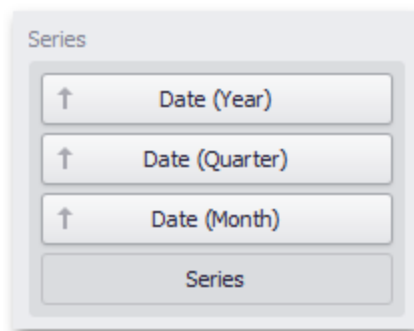 Series
Date (Year)
Date (Quarter)
Date (Month)
Series